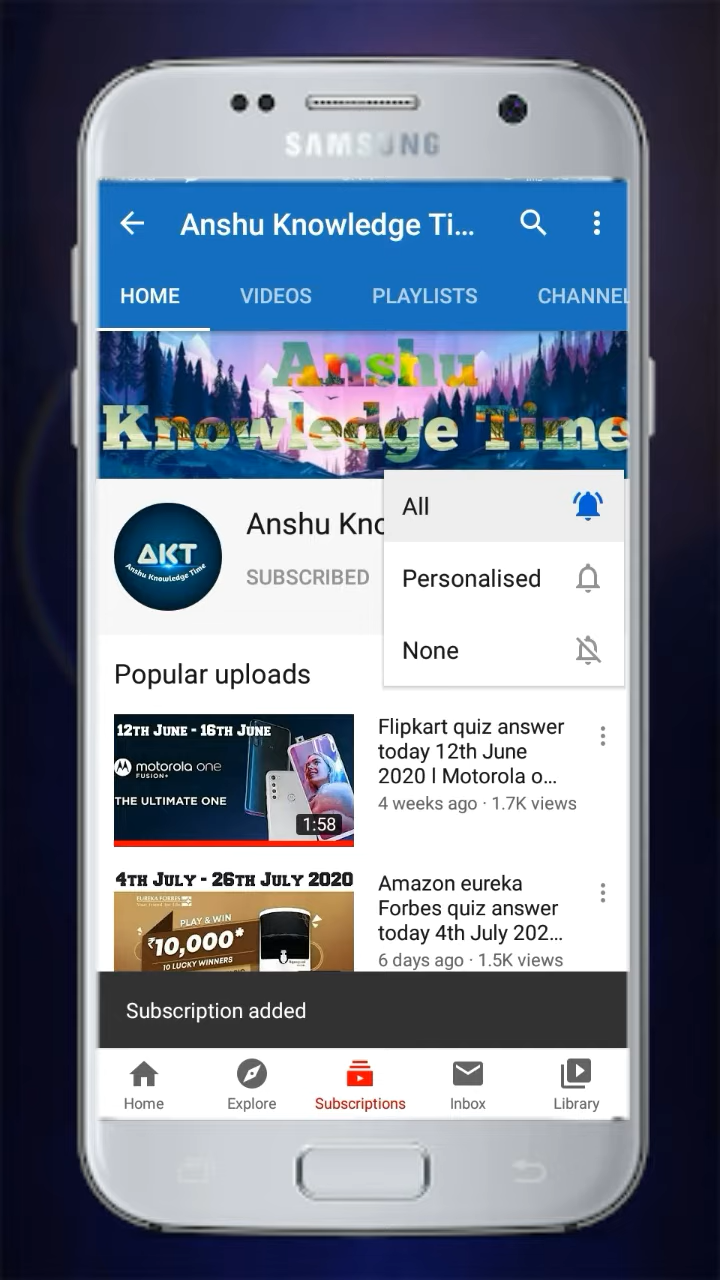 SAMSUNG
Anshu Knowledge Ti...
HOME VIDEOS PLAYLISTS CHANNEL
Anshu
Knowledge Time
All
Anshu Kno
AKT
Anshu Knowledge Time
SUBSCRIBED
Personalised
None
Popular uploads
12TH JUNE - 16TH JUNE
motorola one
FUSION+
THE ULTIMATE ONE
1:58
Flipkart quiz answer
today 12th June
2020 l Motorola o...
4 weeks ago · 1.7K views
4TH JULY - 26TH JULY 2020
EUREKA FORBES
PLAY & WIN
₹10,000*
10 LUCKY WINNERS
Amazon eureka
Forbes quiz answer
today 4th July 202...
6 days ago · 1.5K views
Subscription added
Home Explore Subscriptions Inbox Library